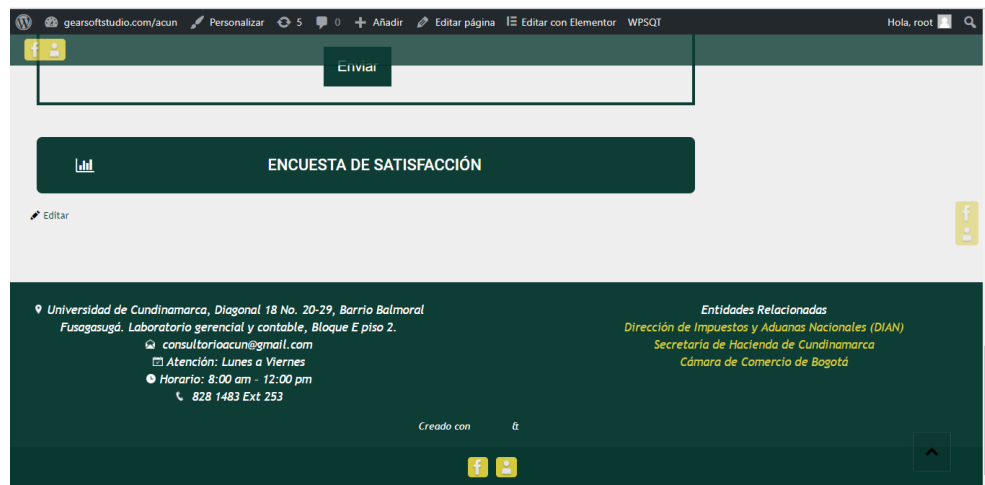 gearsoftstudio.com/acun Personalizar 5 0 + Añadir Editar página Editar con Elementor WPSQT Hola, root
Enviar
ENCUESTA DE SATISFACCIÓN
Editar
Universidad de Cundinamarca, Diagonal 18 No. 20-29, Barrio Balmoral
Fusagasugá. Laboratorio gerencial y contable, Bloque E piso 2.
consultorioacun@gmail.com
Atención: Lunes a Viernes
Horario: 8:00 am - 12:00 pm
828 1483 Ext 253
Entidades Relacionadas
Dirección de Impuestos y Aduanas Nacionales (DIAN)
Secretaría de Hacienda de Cundinamarca
Cámara de Comercio de Bogotá
Creado con &